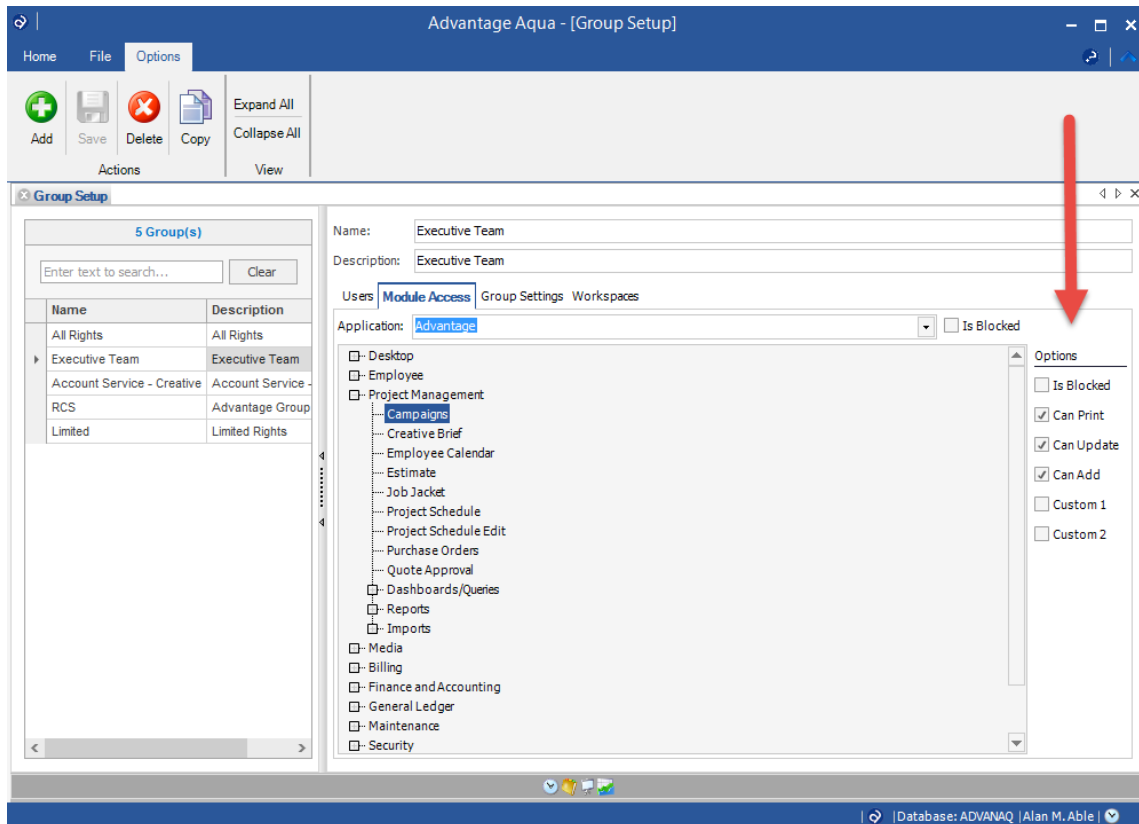 Advantage Aqua - [Group Setup]
Home File Options
Add Save Delete Copy
Expand All
Collapse All
Actions View
Group Setup
5 Group(s)
Enter text to search... Clear
Name Description
All Rights All Rights
Executive Team Executive Team
Account Service - Creative Account Service -
RCS Advantage Group
Limited Limited Rights
Name: Executive Team
Description: Executive Team
Users Module Access Group Settings Workspaces
Application: Advantage Is Blocked
Desktop
Employee
Project Management
Campaigns
Creative Brief
Employee Calendar
Estimate
Job Jacket
Project Schedule
Project Schedule Edit
Purchase Orders
Quote Approval
Dashboards/Queries
Reports
Imports
Media
Billing
Finance and Accounting
General Ledger
Maintenance
Security
Options
Is Blocked
Can Print
Can Update
Can Add
Custom 1
Custom 2
| |Database: ADVANAQ |Alan M. Able |